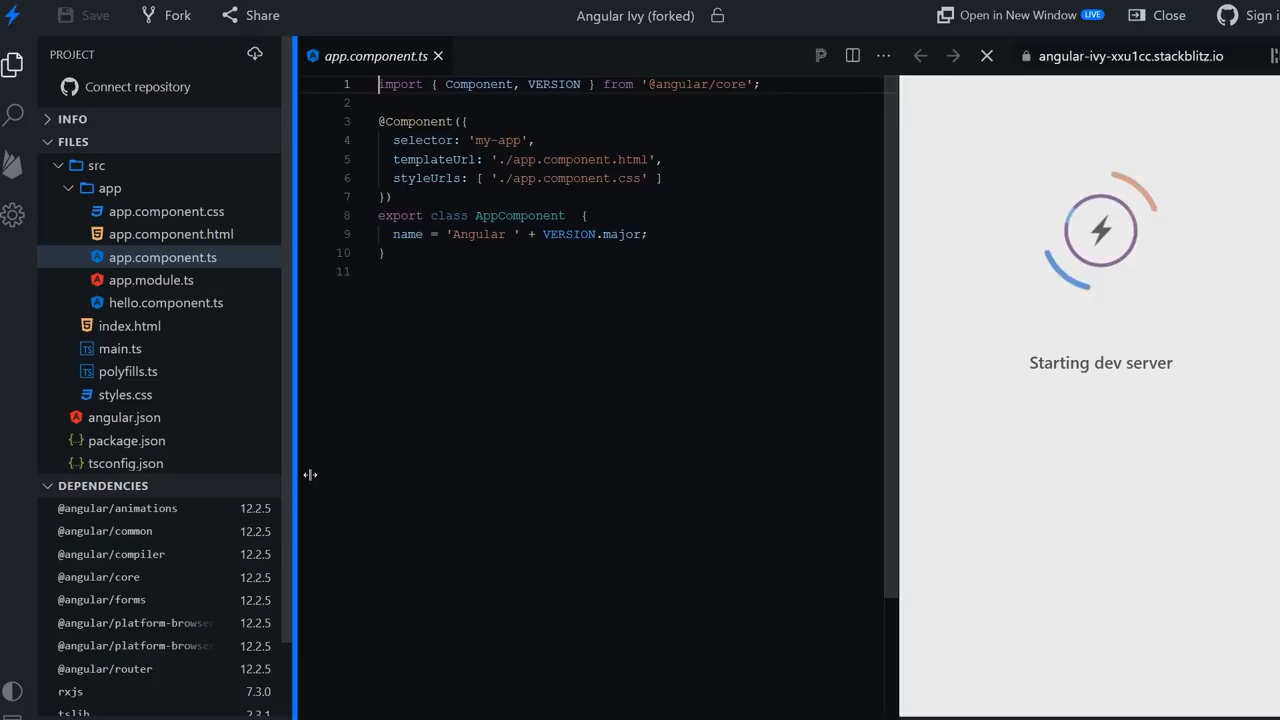 Save Fork Share Angular Ivy (forked) Open in New Window LIVE Close Sign i
PROJECT
Connect repository
INFO
FILES
src
app
app.component.css
app.component.html
app.component.ts
app.module.ts
hello.component.ts
index.html
main.ts
polyfills.ts
styles.css
angular.json
package.json
tsconfig.json
DEPENDENCIES
@angular/animations 12.2.5
@angular/common 12.2.5
@angular/compiler 12.2.5
@angular/core 12.2.5
@angular/forms 12.2.5
@angular/platform-browser 12.2.5
@angular/platform-browser 12.2.5
@angular/router 12.2.5
rxjs 7.3.0
tslib 2.3.1
app.component.ts
1 import { Component, VERSION } from '@angular/core';
2
3 @Component({
4 selector: 'my-app',
5 templateUrl: './app.component.html',
6 styleUrls: [ './app.component.css' ]
7 })
8 export class AppComponent {
9 name = 'Angular ' + VERSION.major;
10 }
11
angular-ivy-xxu1cc.stackblitz.io
Starting dev server